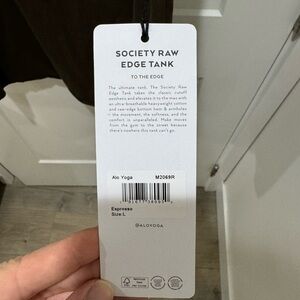 SOCIETY RAW
EDGE TANK
TO THE EDGE
The ultimate tank. The Society Raw
Edge Tank takes the classic cutoff
aesthetic and elevates it to the max with
an ultra-breathable heavyweight cotton
and raw-edge bottom hem & armholes
– the movement, the softness, and the
comfort is unparalleled. Make moves
from the gym to the street because
there's nowhere this tank can't go.
Alo Yoga M2069R
Espresso
Size:L
@ALOYOGA